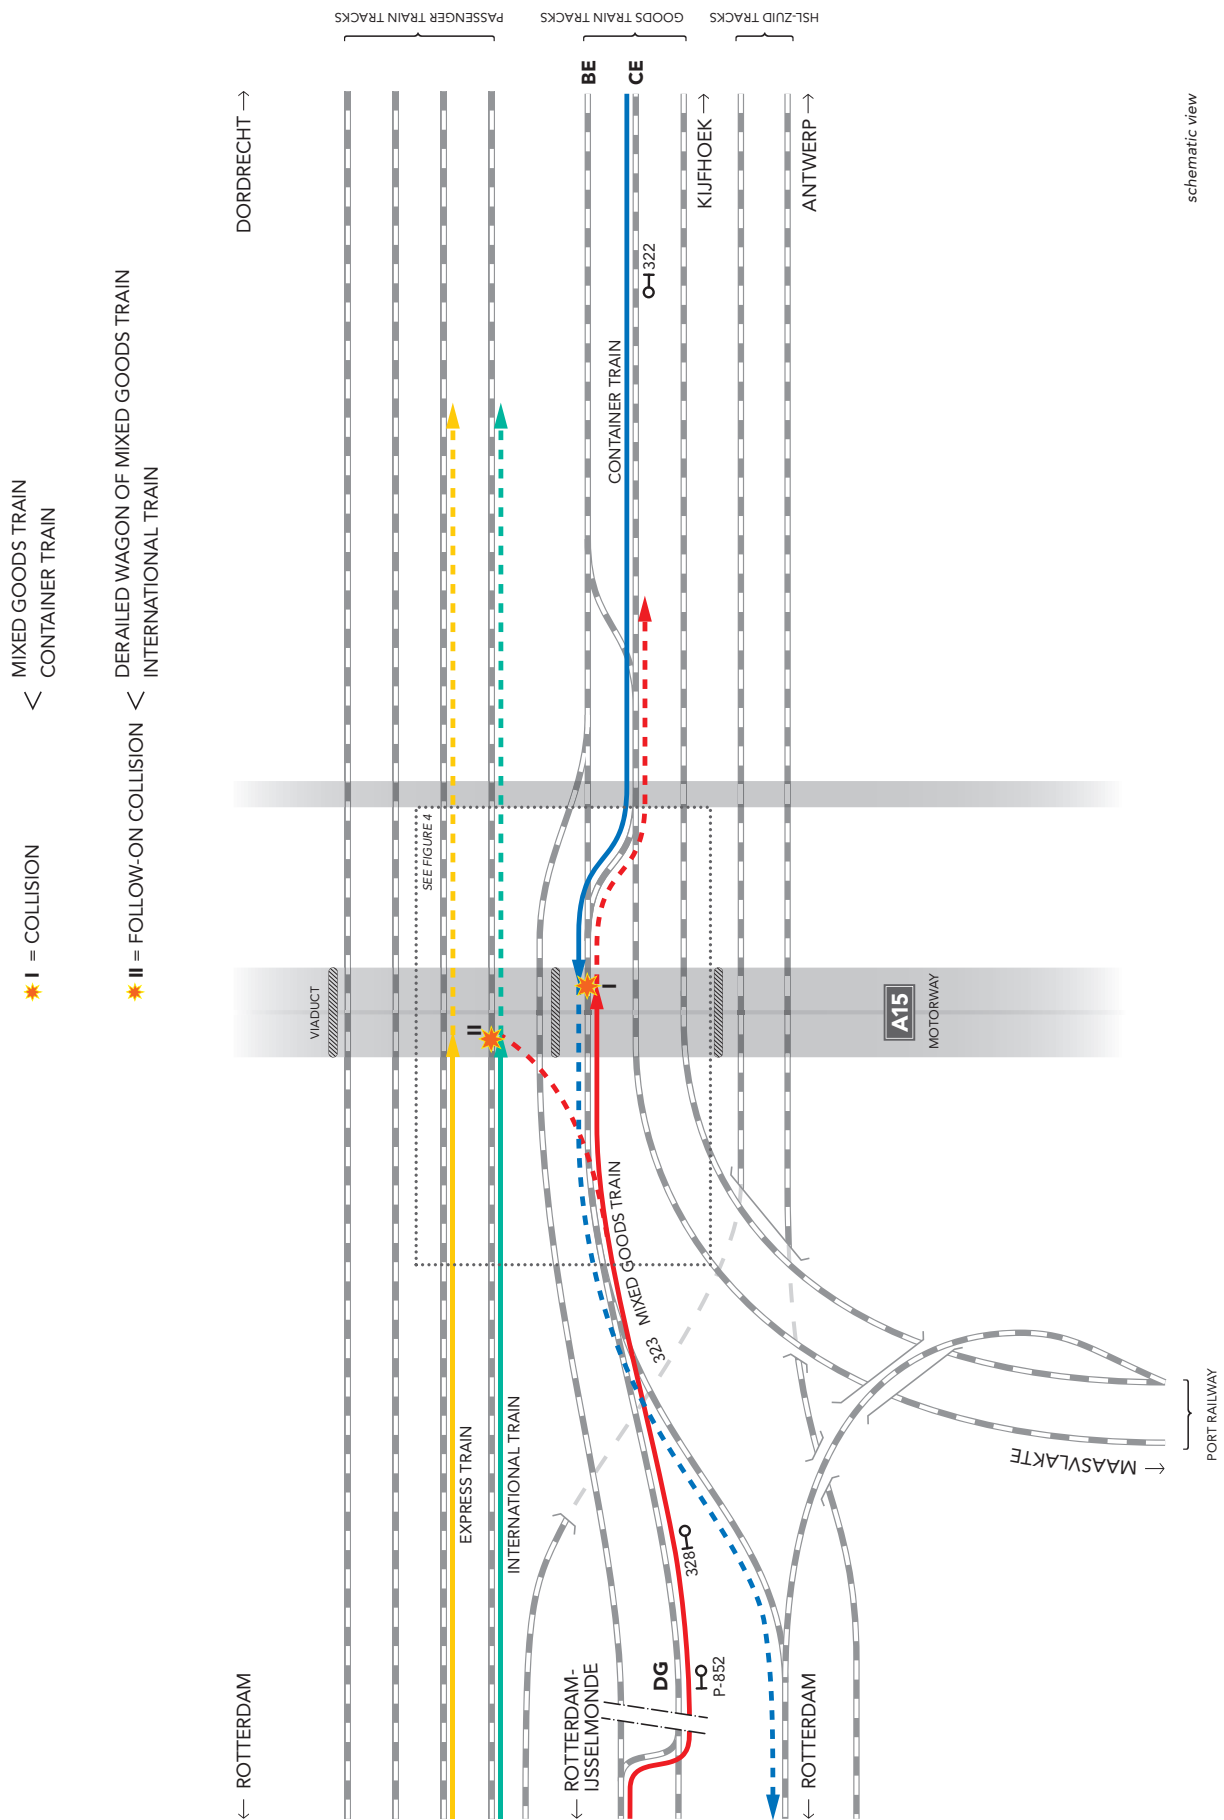 I = COLLISION
MIXED GOODS TRAIN
CONTAINER TRAIN
II = FOLLOW-ON COLLISION
DERAILED WAGON OF MIXED GOODS TRAIN
INTERNATIONAL TRAIN
← ROTTERDAM
DORDRECHT →
PASSENGER TRAIN TRACKS
VIADUCT
SEE FIGURE 4
EXPRESS TRAIN
II
INTERNATIONAL TRAIN
GOODS TRAIN TRACKS
← ROTTERDAM-
IJSSELMONDE
BE
I
CONTAINER TRAIN
CE
MIXED GOODS TRAIN
322
323
DG
328
P-852
KIJFHOEK →
HSL-ZUID TRACKS
← ROTTERDAM
ANTWERP →
A15
MOTORWAY
MAASVLAKTE
PORT RAILWAY
schematic view